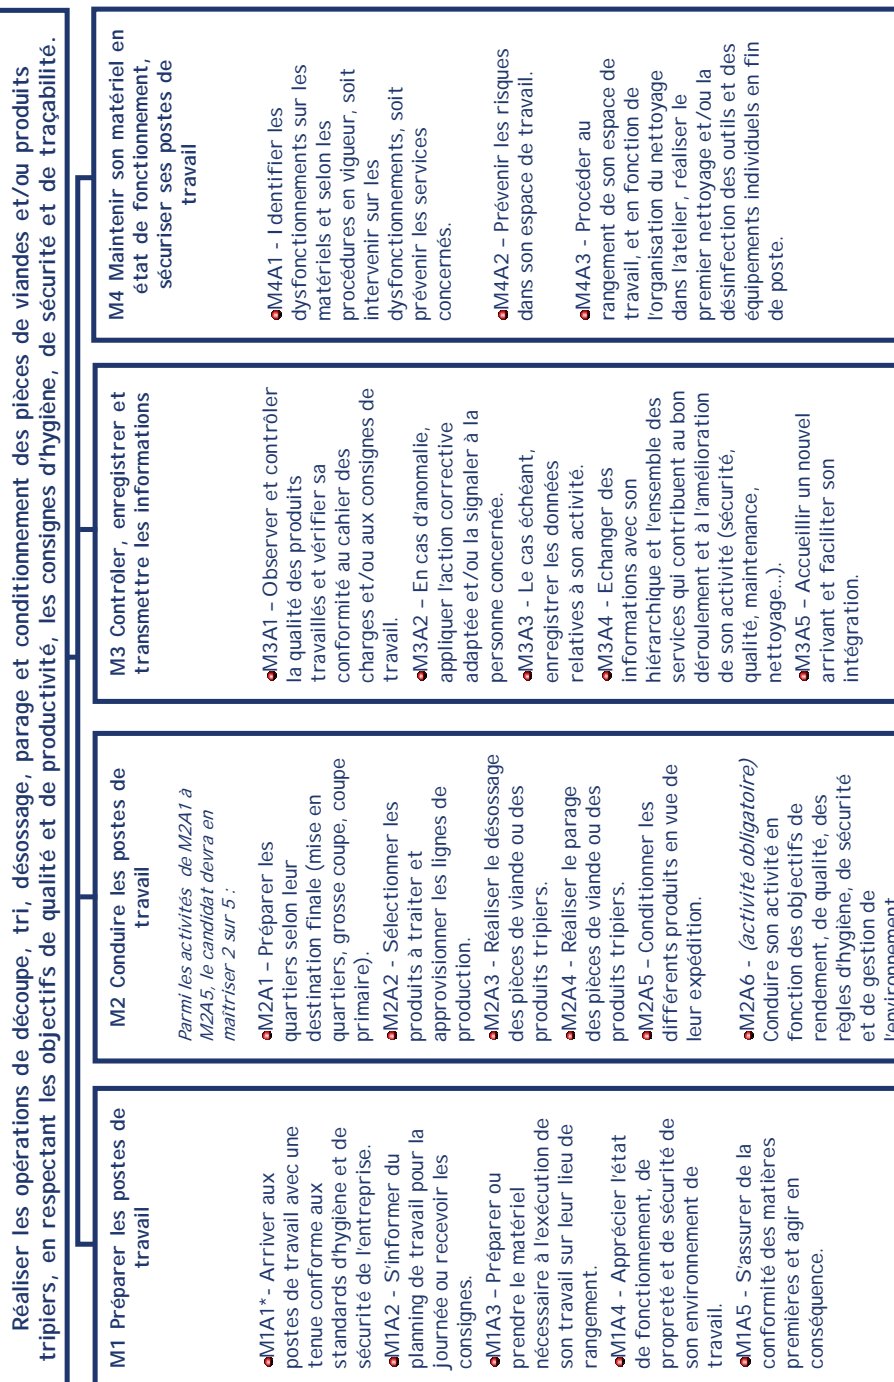 Réaliser les opérations de découpe, tri, désossage, parage et conditionnement des pièces de viandes et/ou produits
tripiers, en respectant les objectifs de qualité et de productivité, les consignes d'hygiène, de sécurité et de traçabilité.
M1 Préparer les postes de
travail
M1A1*- Arriver aux
postes de travail avec une
tenue conforme aux
standards d'hygiène et de
sécurité de l'entreprise.
M1A2 - S'informer du
planning de travail pour la
journée ou recevoir les
consignes.
M1A3 – Préparer ou
prendre le matériel
nécessaire à l'exécution de
son travail sur leur lieu de
rangement.
M1A4 - Apprécier l'état
de fonctionnement, de
propreté et de sécurité de
son environnement de
travail.
M1A5 - S'assurer de la
conformité des matières
premières et agir en
conséquence.
M2 Conduire les postes de
travail
Parmi les activités de M2A1 à
M2A5, le candidat devra en
maîtriser 2 sur 5 :
M2A1 – Préparer les
quartiers selon leur
destination finale (mise en
quartiers, grosse coupe, coupe
primaire).
M2A2 - Sélectionner les
produits à traiter et
approvisionner les lignes de
production.
M2A3 - Réaliser le désossage
des pièces de viande ou des
produits tripiers.
M2A4 - Réaliser le parage
des pièces de viande ou des
produits tripiers.
M2A5 – Conditionner les
différents produits en vue de
leur expédition.
M2A6 - (activité obligatoire)
Conduire son activité en
fonction des objectifs de
rendement, de qualité, des
règles d'hygiène, de sécurité
et de gestion de
l'environnement
M3 Contrôler, enregistrer et
transmettre les informations
M3A1 – Observer et contrôler
la qualité des produits
travaillés et vérifier sa
conformité au cahier des
charges et/ou aux consignes de
travail.
M3A2 – En cas d'anomalie,
appliquer l'action corrective
adaptée et/ou la signaler à la
personne concernée.
M3A3 - Le cas échéant,
enregistrer les données
relatives à son activité.
M3A4 - Echanger des
informations avec son
hiérarchique et l'ensemble des
services qui contribuent au bon
déroulement et à l'amélioration
de son activité (sécurité,
qualité, maintenance,
nettoyage…).
M3A5 – Accueillir un nouvel
arrivant et faciliter son
intégration.
M4 Maintenir son matériel en
état de fonctionnement,
sécuriser ses postes de
travail
M4A1 - Identifier les
dysfonctionnements sur les
matériels et selon les
procédures en vigueur, soit
intervenir sur les
dysfonctionnements, soit
prévenir les services
concernés.
M4A2 – Prévenir les risques
dans son espace de travail.
M4A3 - Procéder au
rangement de son espace de
travail, et en fonction de
l'organisation du nettoyage
dans l'atelier, réaliser le
premier nettoyage et/ou la
désinfection des outils et des
équipements individuels en fin
de poste.